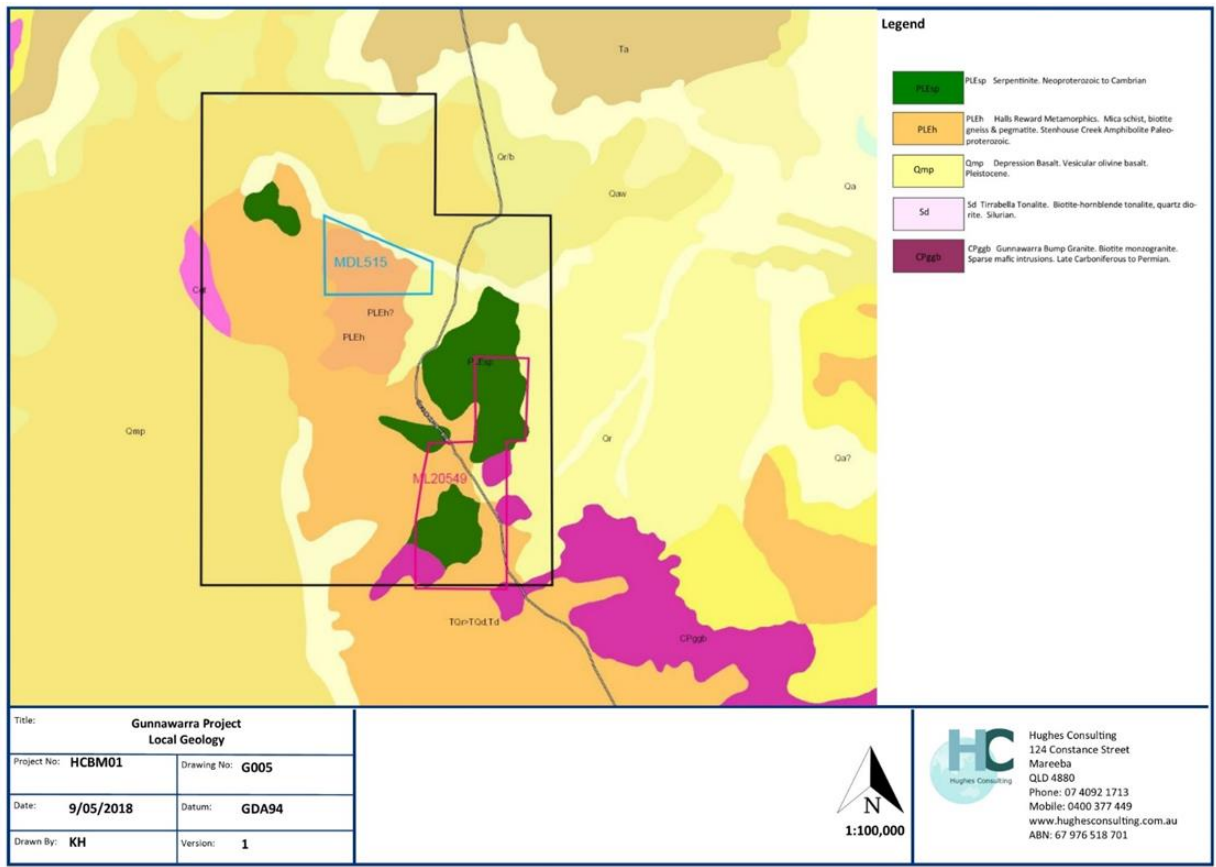 Legend
PLEsp
PLEsp Serpentinite. Neoproterozoic to Cambrian
PLEh
PLEh Halls Reward Metamorphics. Mica schist, biotite
gneiss & pegmatite. Stenhouse Creek Amphibolite Paleo-
proterozoic.
Qmp
Qmp Depression Basalt. Vesicular olivine basalt.
Pleistocene.
Sd
Sd Tirrabella Tonalite. Biotite-hornblende tonalite, quartz dio-
rite. Silurian.
CPggb
CPggb Gunnawarra Bump Granite. Biotite monzogranite.
Sparse mafic intrusions. Late Carboniferous to Permian.
Ta
Qr/b
Qaw
Qa
MDL515
PLEh?
PLEh
PLEsp
Qmp
Qr
Qa?
ML20549
TQr>TQd,Td
CPggb
Title:
Gunnawarra Project
Local Geology
Project No: HCBM01
Drawing No: G005
Date: 9/05/2018
Datum: GDA94
Drawn By: KH
Version: 1
N
1:100,000
HC
Hughes Consulting
Hughes Consulting
124 Constance Street
Mareeba
QLD 4880
Phone: 07 4092 1713
Mobile: 0400 377 449
www.hughesconsulting.com.au
ABN: 67 976 518 701